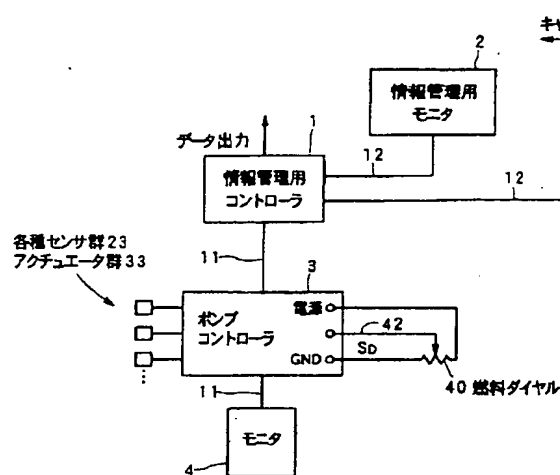 キャ
2
情報管理用
モニタ
1
データ出力
12
情報管理用
コントローラ
12
各種センサ群23
アクチュエータ群33
11
3
ポンプ
コントローラ
電源
42
SD
GND
40 燃料ダイヤル
11
モニタ
4